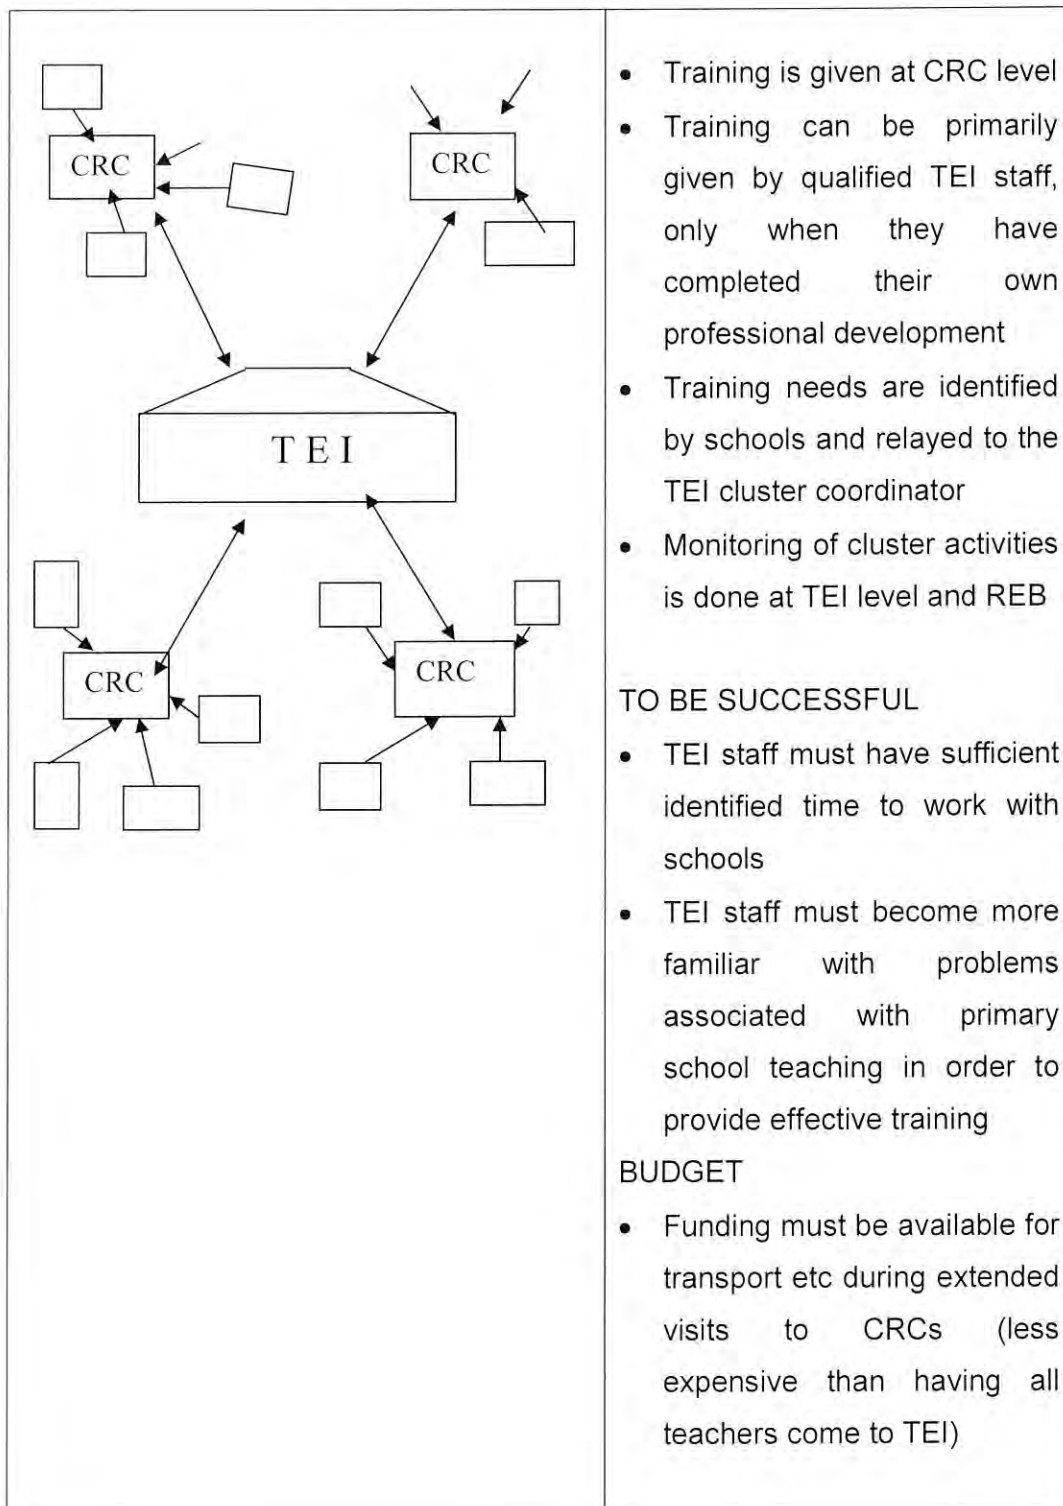 CRC
CRC
T E I
CRC
CRC
• Training is given at CRC level
• Training can be primarily
given by qualified TEI staff,
only when they have
completed their own
professional development
• Training needs are identified
by schools and relayed to the
TEI cluster coordinator
• Monitoring of cluster activities
is done at TEI level and REB
TO BE SUCCESSFUL
• TEI staff must have sufficient
identified time to work with
schools
• TEI staff must become more
familiar with problems
associated with primary
school teaching in order to
provide effective training
BUDGET
• Funding must be available for
transport etc during extended
visits to CRCs (less
expensive than having all
teachers come to TEI)